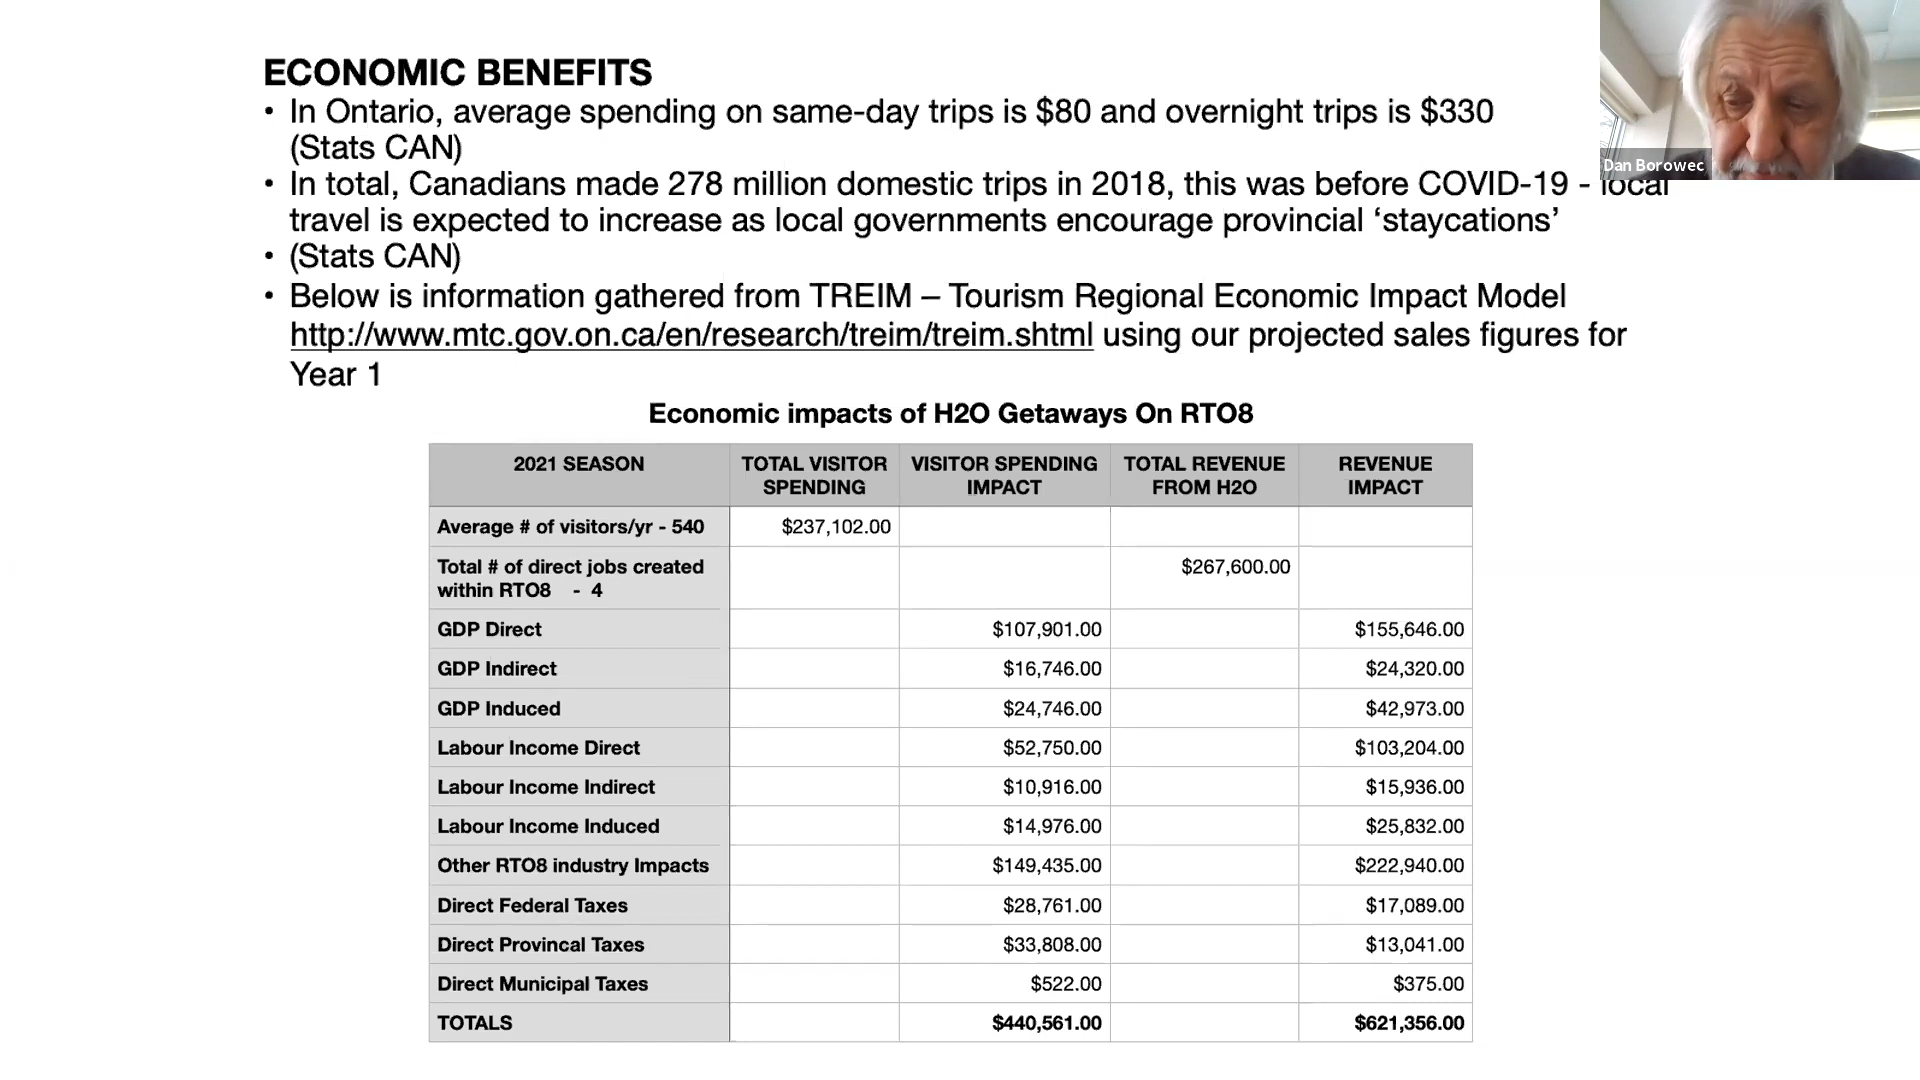 ECONOMIC BENEFITS
• In Ontario, average spending on same-day trips is $80 and overnight trips is $330
(Stats CAN)
Dan Borowec
• In total, Canadians made 278 million domestic trips in 2018, this was before COVID-19 - local
travel is expected to increase as local governments encourage provincial ‘staycations’
• (Stats CAN)
• Below is information gathered from TREIM – Tourism Regional Economic Impact Model
http://www.mtc.gov.on.ca/en/research/treim/treim.shtml using our projected sales figures for
Year 1
Economic impacts of H2O Getaways On RTO8
2021 SEASON TOTAL VISITOR SPENDING VISITOR SPENDING IMPACT TOTAL REVENUE FROM H2O REVENUE IMPACT
Average # of visitors/yr - 540 $237,102.00
Total # of direct jobs created
within RTO8 - 4 $267,600.00
GDP Direct $107,901.00 $155,646.00
GDP Indirect $16,746.00 $24,320.00
GDP Induced $24,746.00 $42,973.00
Labour Income Direct $52,750.00 $103,204.00
Labour Income Indirect $10,916.00 $15,936.00
Labour Income Induced $14,976.00 $25,832.00
Other RTO8 industry Impacts $149,435.00 $222,940.00
Direct Federal Taxes $28,761.00 $17,089.00
Direct Provincal Taxes $33,808.00 $13,041.00
Direct Municipal Taxes $522.00 $375.00
TOTALS $440,561.00 $621,356.00